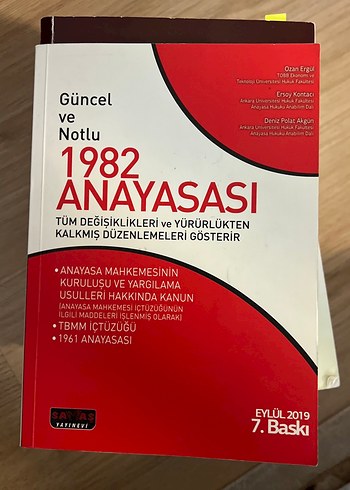 Ozan Ergül
TOBB Ekonomi ve
Teknoloji Üniversitesi Hukuk Fakültesi
Ersoy Kontacı
Ankara Üniversitesi Hukuk Fakültesi
Anayasa Hukuku Anabilim Dalı
Deniz Polat Akgün
Ankara Üniversitesi Hukuk Fakültesi
Anayasa Hukuku Anabilim Dalı
Güncel
ve
Notlu
1982
ANAYASASI
TÜM DEĞİŞİKLİKLERİ ve YÜRÜRLÜKTEN
KALKMIŞ DÜZENLEMELERİ GÖSTERİR
• ANAYASA MAHKEMESİNİN
KURULUŞU VE YARGILAMA
USULLERİ HAKKINDA KANUN
(ANAYASA MAHKEMESİ İÇTÜZÜĞÜNÜN
İLGİLİ MADDELERİ İŞLENMİŞ OLARAK)
• TBMM İÇTÜZÜĞÜ
• 1961 ANAYASASI
SAVAŞ
YAYINEVİ
EYLÜL 2019
7. Baskı